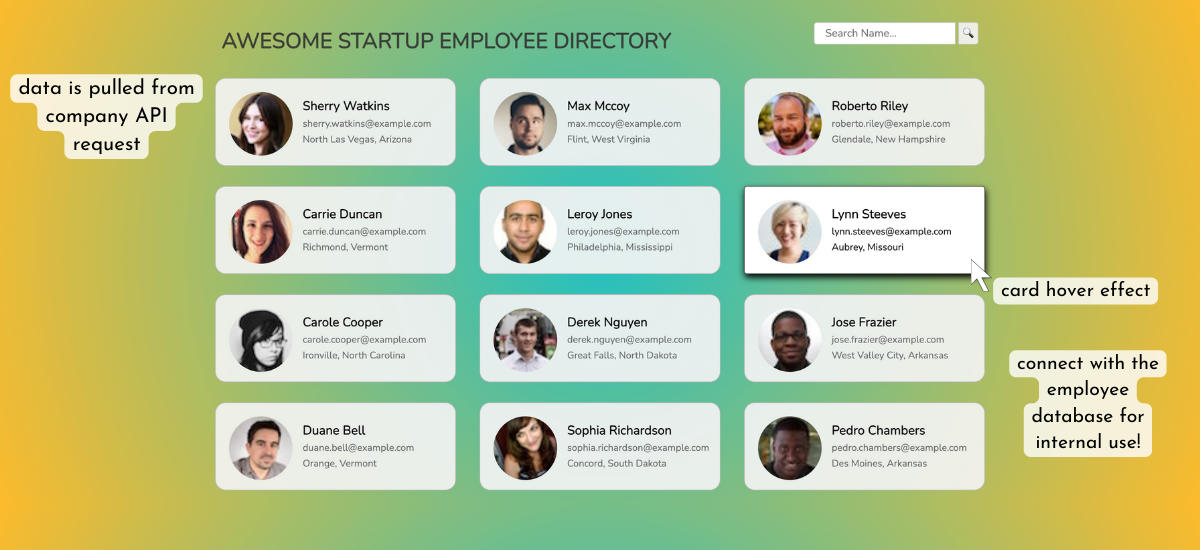 AWESOME STARTUP EMPLOYEE DIRECTORY
Search Name...
data is pulled from
company API
request
Sherry Watkins
sherry.watkins@example.com
North Las Vegas, Arizona
Max Mccoy
max.mccoy@example.com
Flint, West Virginia
Roberto Riley
roberto.riley@example.com
Glendale, New Hampshire
Carrie Duncan
carrie.duncan@example.com
Richmond, Vermont
Leroy Jones
leroy.jones@example.com
Philadelphia, Mississippi
Lynn Steeves
lynn.steeves@example.com
Aubrey, Missouri
card hover effect
Carole Cooper
carole.cooper@example.com
Ironville, North Carolina
Derek Nguyen
derek.nguyen@example.com
Great Falls, North Dakota
Jose Frazier
jose.frazier@example.com
West Valley City, Arkansas
connect with the
employee
database for
internal use!
Duane Bell
duane.bell@example.com
Orange, Vermont
Sophia Richardson
sophia.richardson@example.com
Concord, South Dakota
Pedro Chambers
pedro.chambers@example.com
Des Moines, Arkansas